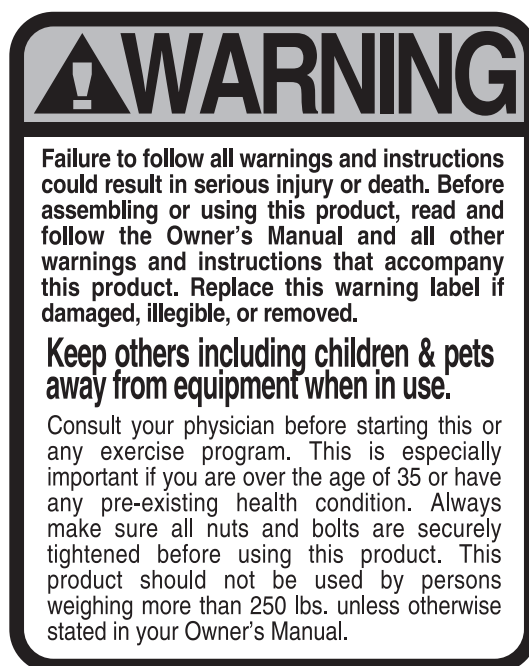 WARNING
Failure to follow all warnings and instructions
could result in serious injury or death. Before
assembling or using this product, read and
follow the Owner's Manual and all other
warnings and instructions that accompany
this product. Replace this warning label if
damaged, illegible, or removed.
Keep others including children & pets
away from equipment when in use.
Consult your physician before starting this or
any exercise program. This is especially
important if you are over the age of 35 or have
any pre-existing health condition. Always
make sure all nuts and bolts are securely
tightened before using this product. This
product should not be used by persons
weighing more than 250 lbs. unless otherwise
stated in your Owner's Manual.